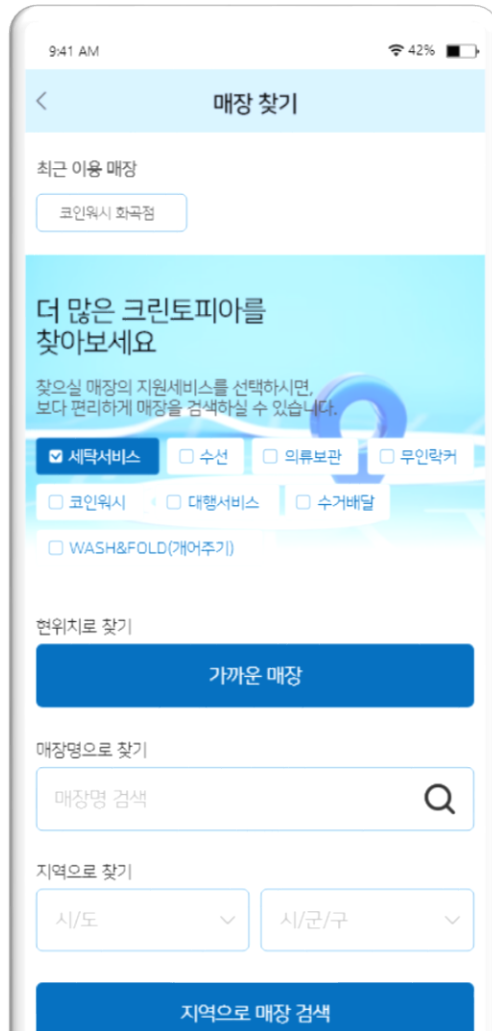 9:41 AM 42%
매장 찾기
최근 이용 매장
코인워시 화곡점
더 많은 크린토피아를
찾아보세요
찾으실 매장의 지원세비스를 선택하시면,
보다 편리하게 매장을 검색하실 수 있습니다.
세탁서비스 수선 의류보관 무인락커
코인워시 대행서비스 수거배달
WASH&FOLD(개어주기)
현위치로 찾기
가까운 매장
매장명으로 찾기
매장명 검색
지역으로 찾기
시/도 시/군/구
지역으로 매장 검색